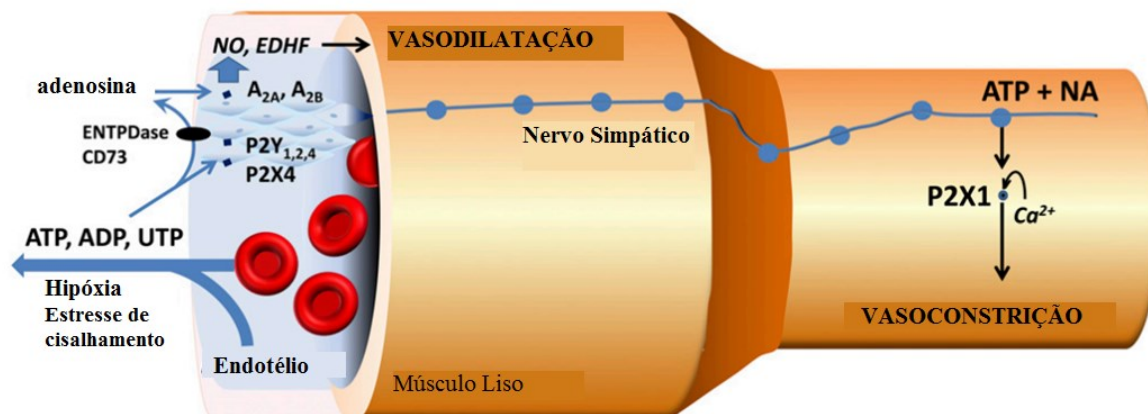 NO, EDHF
VASODILATAÇÃO
adenosina
A2A, A2B
ENTPDase
CD73
P2Y1,2,4
P2X4
ATP, ADP, UTP
Hipóxia
Estresse de
cisalhamento
Endotélio
Músculo Liso
Nervo Simpático
ATP + NA
P2X1
Ca2+
VASOCONSTRIÇÃO